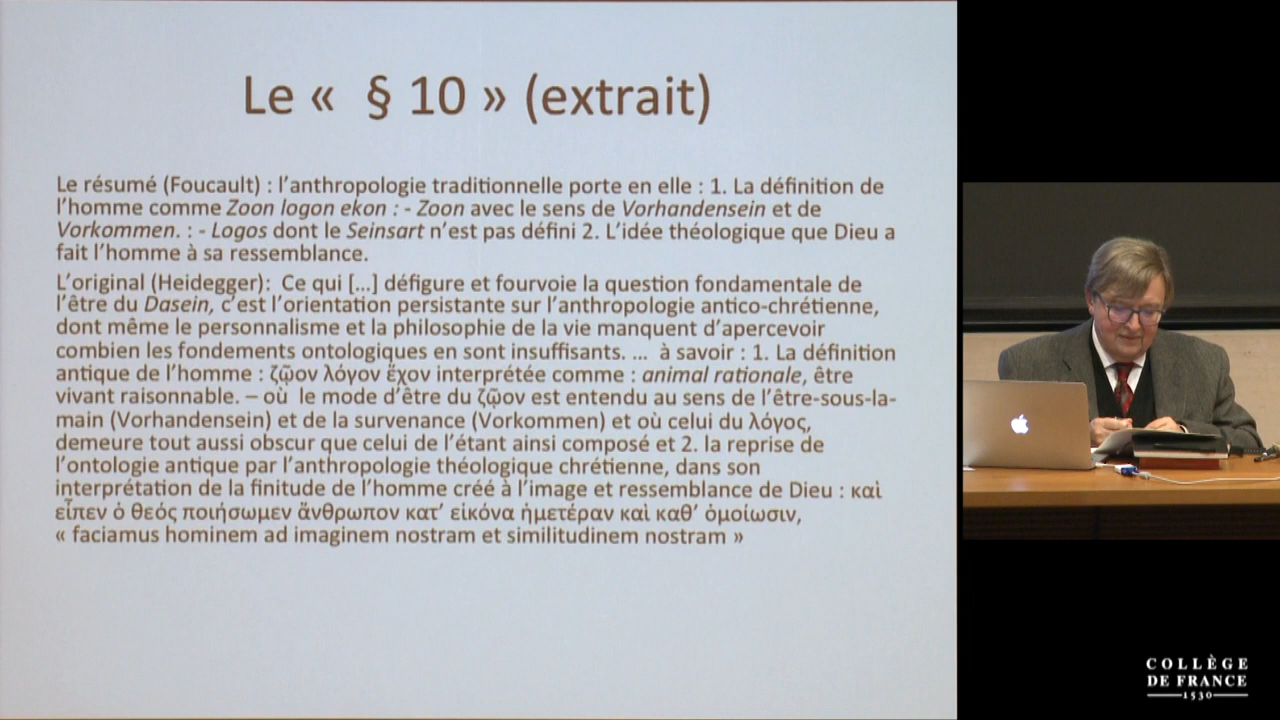 Le «  § 10 » (extrait)
Le résumé (Foucault) : l’anthropologie traditionnelle porte en elle : 1. La définition de
l’homme comme Zoon logon ekon : - Zoon avec le sens de Vorhandensein et de
Vorkommen. : - Logos dont le Seinsart n’est pas défini 2. L’idée théologique que Dieu a
fait l’homme à sa ressemblance.
L’original (Heidegger):  Ce qui [...] défigure et fourvoie la question fondamentale de
l’être du Dasein, c’est l’orientation persistante sur l’anthropologie antico-chrétienne,
dont même le personnalisme et la philosophie de la vie manquent d’apercevoir
combien les fondements ontologiques en sont insuffisants. ...  à savoir : 1. La définition
antique de l’homme : ζῷον λόγον ἔχον interprétée comme : animal rationale, être
vivant raisonnable. – où  le mode d’être du ζῷον est entendu au sens de l’être-sous-la-
main (Vorhandensein) et de la survenance (Vorkommen) et où celui du λόγος,
demeure tout aussi obscur que celui de l’étant ainsi composé et 2. la reprise de
l’ontologie antique par l’anthropologie théologique chrétienne, dans son
interprétation de la finitude de l’homme créé à l’image et ressemblance de Dieu : καὶ
εἶπεν ὁ θεός ποιήσωμεν ἄνθρωπον κατ’ εἰκόνα ἡμετέραν καὶ καθ’ ὁμοίωσιν,
« faciamus hominem ad imaginem nostram et similitudinem nostram »
COLLÈGE
DE FRANCE
1530